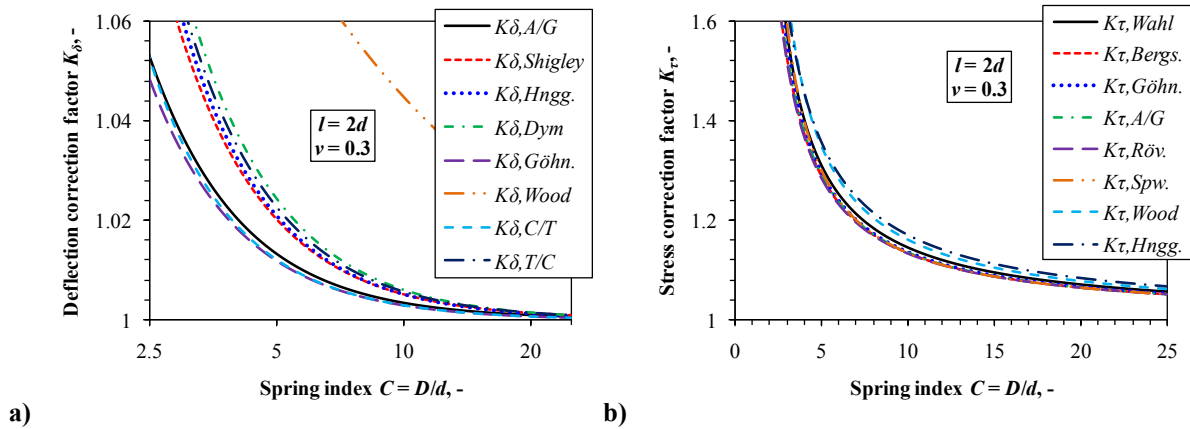 Deflection correction factor Kδ, -
1.06
1.04
1.02
1
2.5
5
10
20
Spring index C = D/d, -
l = 2d
ν = 0.3
Kδ,A/G
Kδ,Shigley
Kδ,Hngg.
Kδ,Dym
Kδ,Göhn.
Kδ,Wood
Kδ,C/T
Kδ,T/C
a)
Stress correction factor Kτ, -
1.6
1.4
1.2
1
0
5
10
15
20
25
Spring index C = D/d, -
l = 2d
ν = 0.3
Kτ,Wahl
Kτ,Bergs.
Kτ,Göhn.
Kτ,A/G
Kτ,Röv.
Kτ,Spw.
Kτ,Wood
Kτ,Hngg.
b)